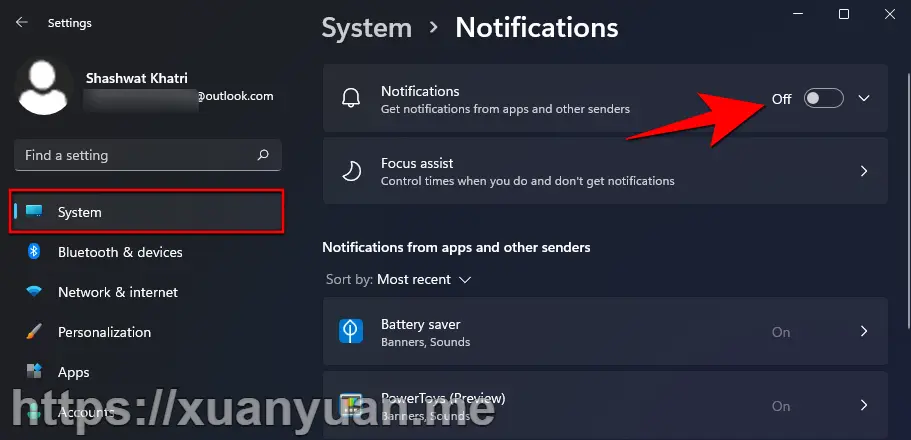 Settings
System › Notifications
Shashwat Khatri
@outlook.com
Find a setting
System
Bluetooth & devices
Network & internet
Personalization
Apps
Accounts
Notifications
Get notifications from apps and other senders
Off
Focus assist
Control times when you do and don't get notifications
Notifications from apps and other senders
Sort by: Most recent
Battery saver
Banners, Sounds
On
PowerToys (Preview)
Banners, Sounds
On
https://xuanyuan.me